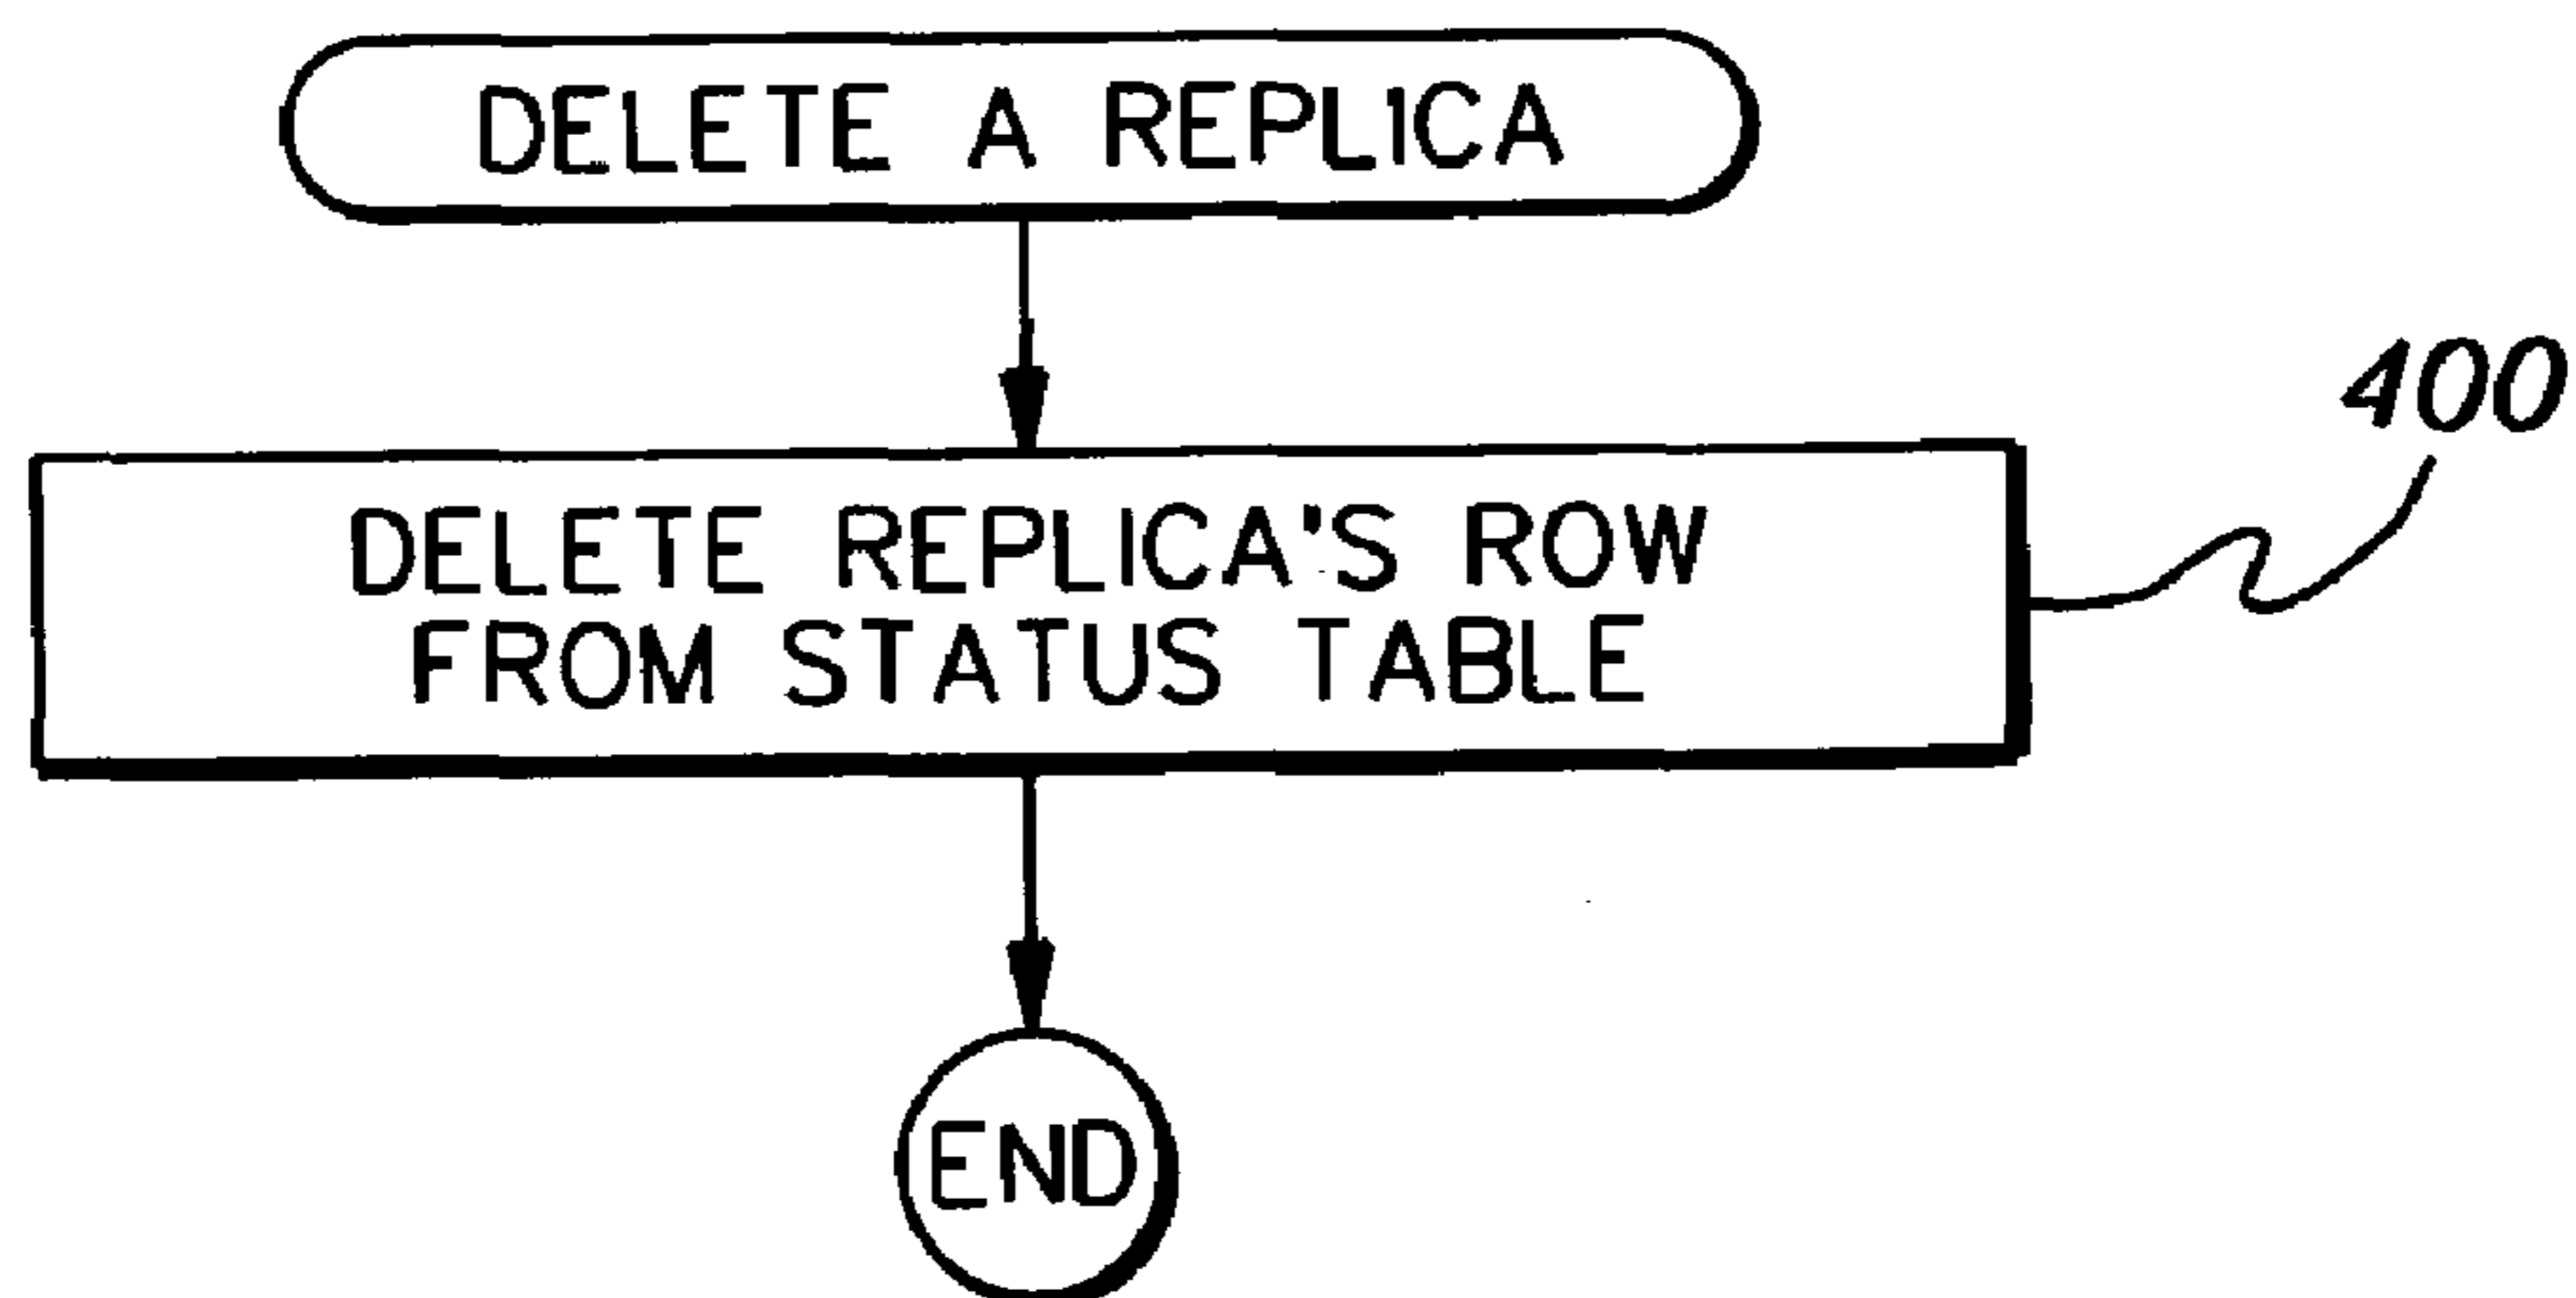 DELETE A REPLICA
400
DELETE REPLICA'S ROW
FROM STATUS TABLE
END